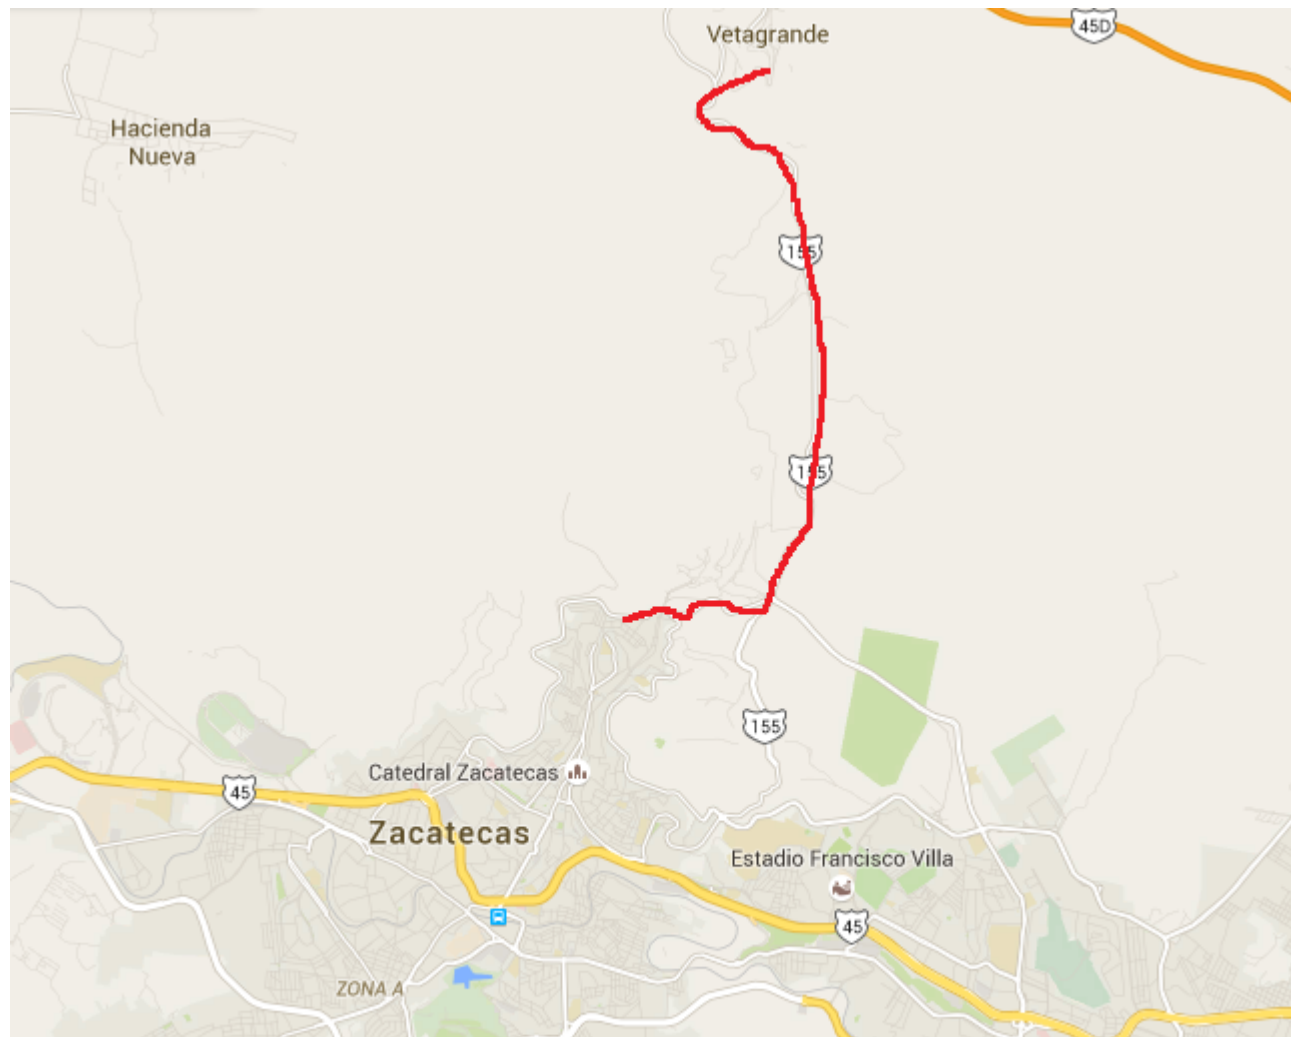 Vetagrande
45D
Hacienda
Nueva
155
155
155
Catedral Zacatecas
45
Zacatecas
Estadio Francisco Villa
45
ZONA A